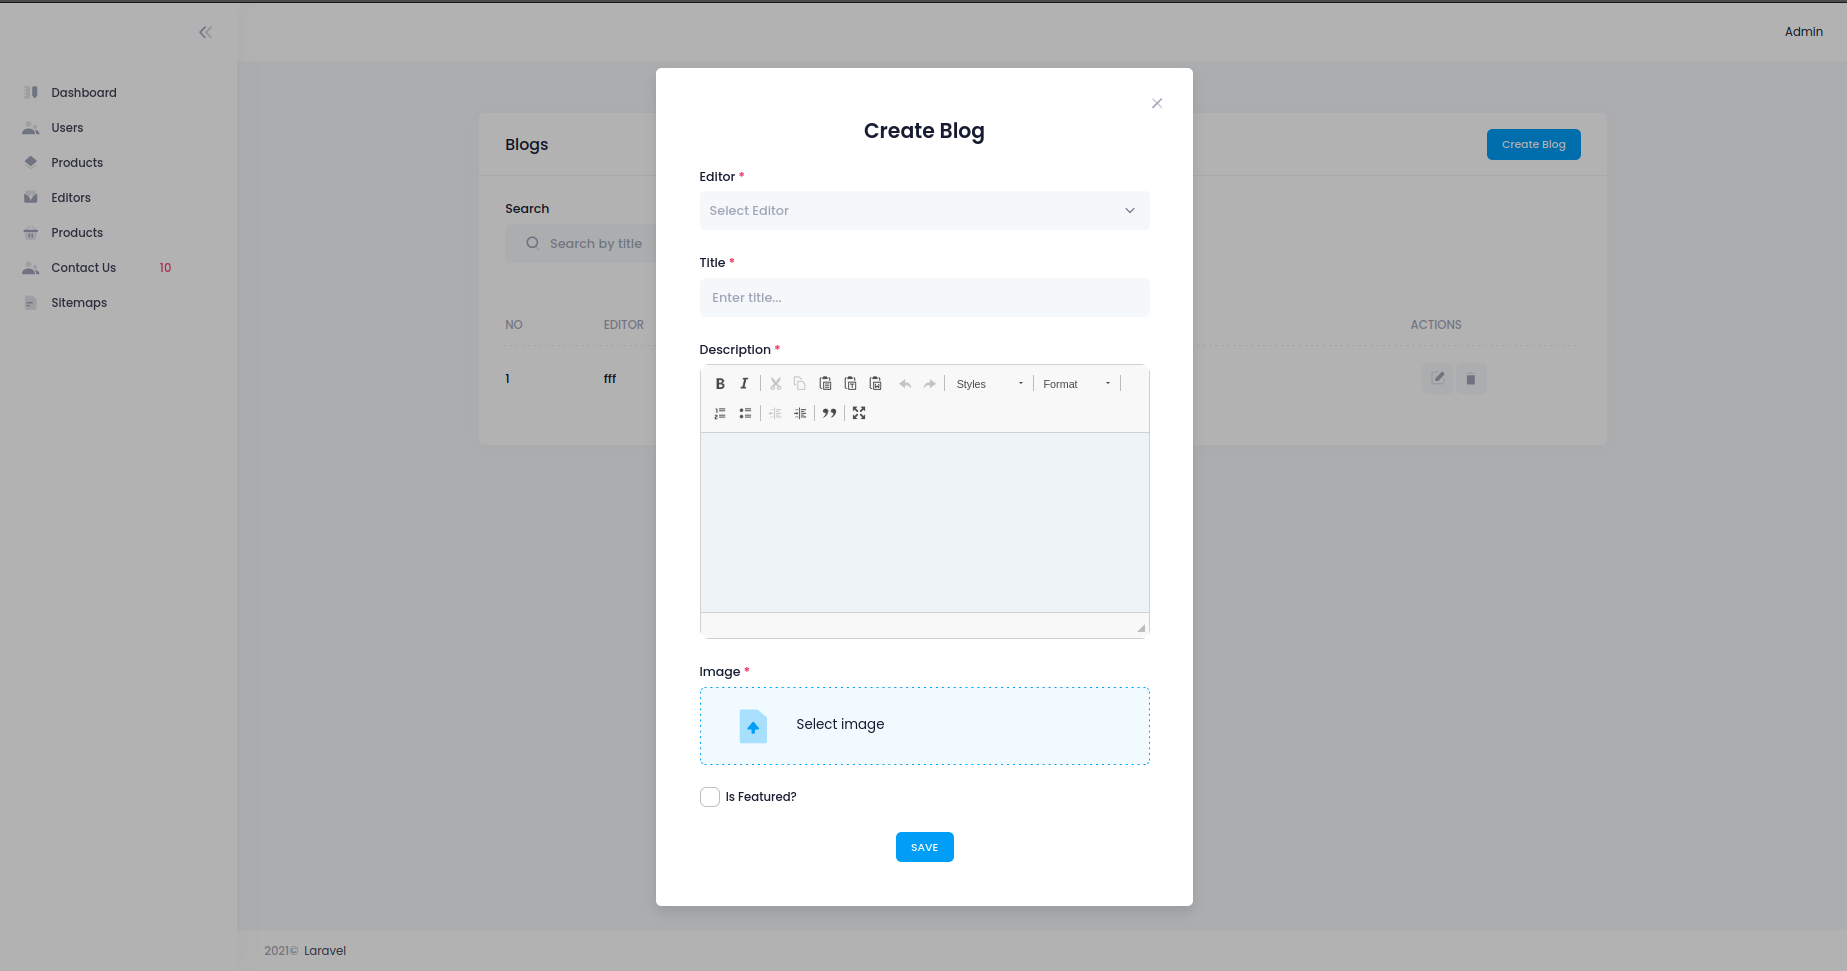 Admin
Dashboard
Users
Products
Editors
Products
Contact Us 10
Sitemaps
Blogs
Create Blog
Search
Search by title
NO EDITOR ACTIONS
1 fff
Create Blog
Editor *
Select Editor
Title *
Enter title...
Description *
B I Styles Format
Image *
Select image
Is Featured?
SAVE
2021© Laravel